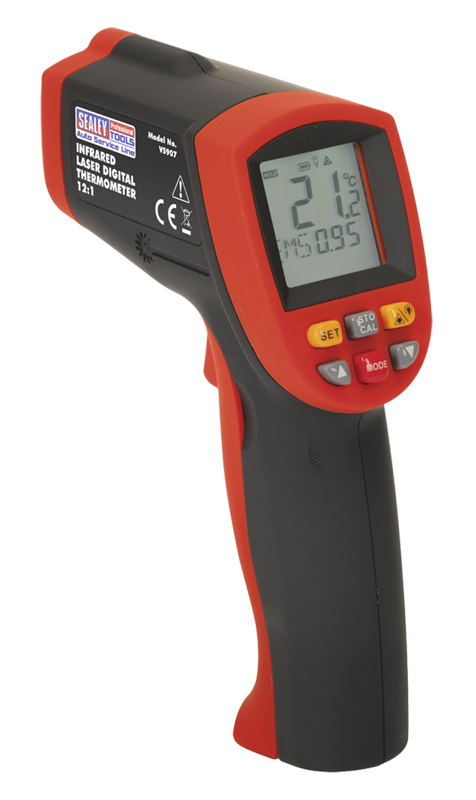 SEALEY
Professional
TOOLS
Auto Service Line
Model No.
VS907
INFRARED
LASER DIGITAL
THERMOMETER
12:1
CE
HOLD
21.2°C
EMS 0.95
SET
STO
CAL
MODE